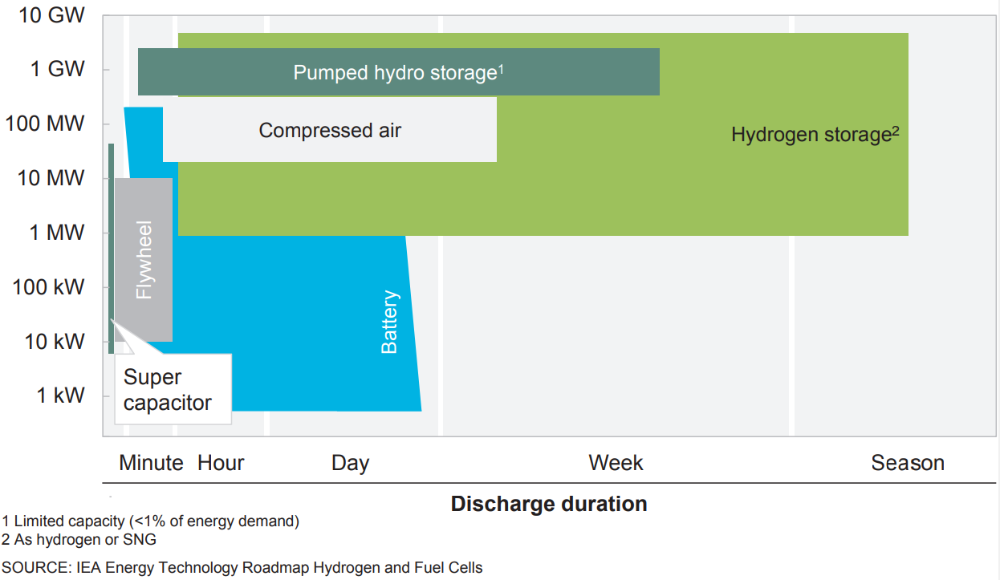 10 GW
1 GW
100 MW
10 MW
1 MW
100 kW
10 kW
1 kW
Pumped hydro storage¹
Compressed air
Hydrogen storage²
Flywheel
Battery
Super
capacitor
Minute Hour Day Week Season
Discharge duration
1 Limited capacity (<1% of energy demand)
2 As hydrogen or SNG
SOURCE: IEA Energy Technology Roadmap Hydrogen and Fuel Cells